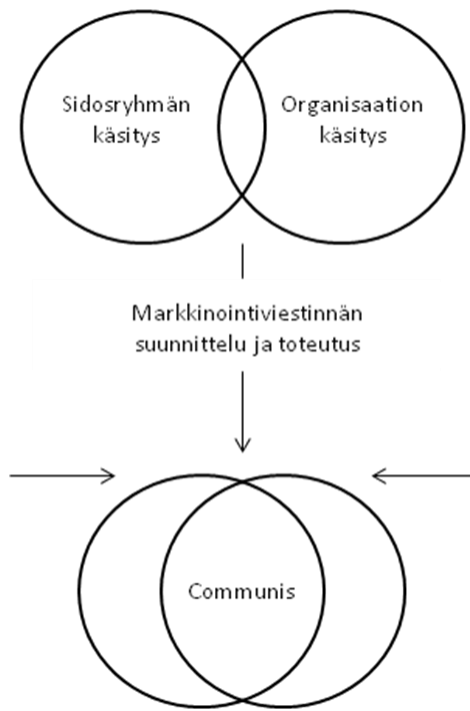 Sidosryhmän
käsitys
Organisaation
käsitys
Markkinointiviestinnän
suunnittelu ja toteutus
Communis